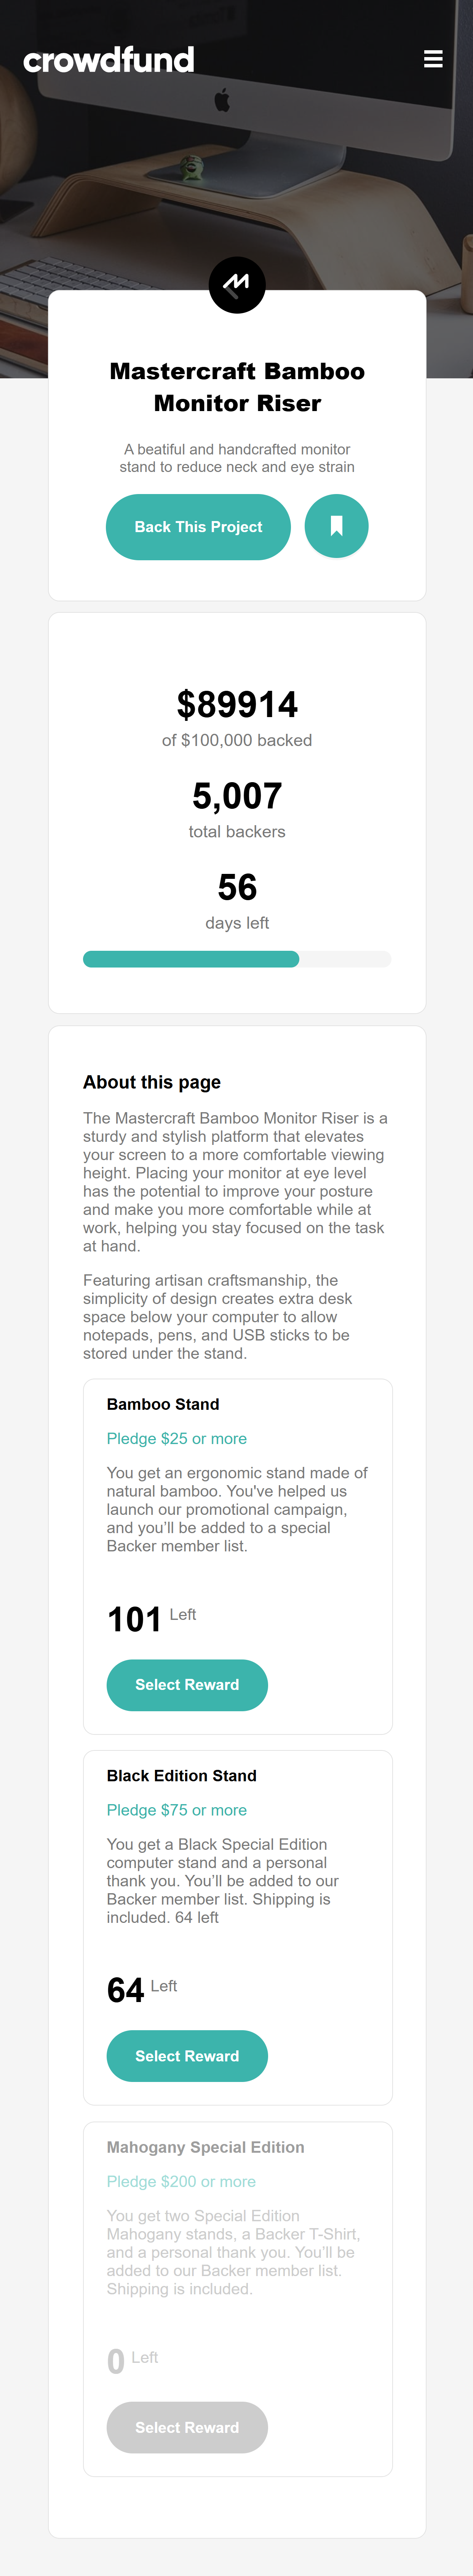 crowdfund
Mastercraft Bamboo
Monitor Riser
A beatiful and handcrafted monitor
stand to reduce neck and eye strain
Back This Project
$89914
of $100,000 backed
5,007
total backers
56
days left
About this page
The Mastercraft Bamboo Monitor Riser is a
sturdy and stylish platform that elevates
your screen to a more comfortable viewing
height. Placing your monitor at eye level
has the potential to improve your posture
and make you more comfortable while at
work, helping you stay focused on the task
at hand.
Featuring artisan craftsmanship, the
simplicity of design creates extra desk
space below your computer to allow
notepads, pens, and USB sticks to be
stored under the stand.
Bamboo Stand
Pledge $25 or more
You get an ergonomic stand made of
natural bamboo. You've helped us
launch our promotional campaign,
and you’ll be added to a special
Backer member list.
101 Left
Select Reward
Black Edition Stand
Pledge $75 or more
You get a Black Special Edition
computer stand and a personal
thank you. You’ll be added to our
Backer member list. Shipping is
included. 64 left
64 Left
Select Reward
Mahogany Special Edition
Pledge $200 or more
You get two Special Edition
Mahogany stands, a Backer T-Shirt,
and a personal thank you. You’ll be
added to our Backer member list.
Shipping is included.
0 Left
Select Reward